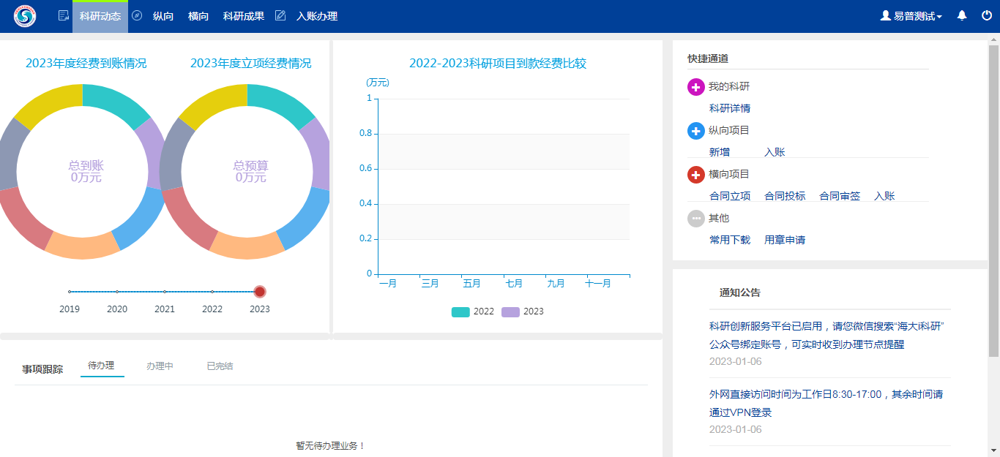 科研动态 纵向 横向 科研成果 入账办理 易普测试
2023年度经费到账情况
总到账
0万元
2023年度立项经费情况
总预算
0万元
2019 2020 2021 2022 2023
2022-2023科研项目到款经费比较
(万元)
1
0.8
0.6
0.4
0.2
0
一月 三月 五月 七月 九月 十一月
2022 2023
事项跟踪 待办理 办理中 已完结
暂无待办理业务！
快捷通道
我的科研
科研详情
纵向项目
新增 入账
横向项目
合同立项 合同投标 合同审签 入账
其他
常用下载 用章申请
通知公告
科研创新服务平台已启用，请您微信搜索“海大i科研”
公众号绑定账号，可实时收到办理节点提醒
2023-01-06
外网直接访问时间为工作日8:30-17:00，其余时间请
通过VPN登录
2023-01-06